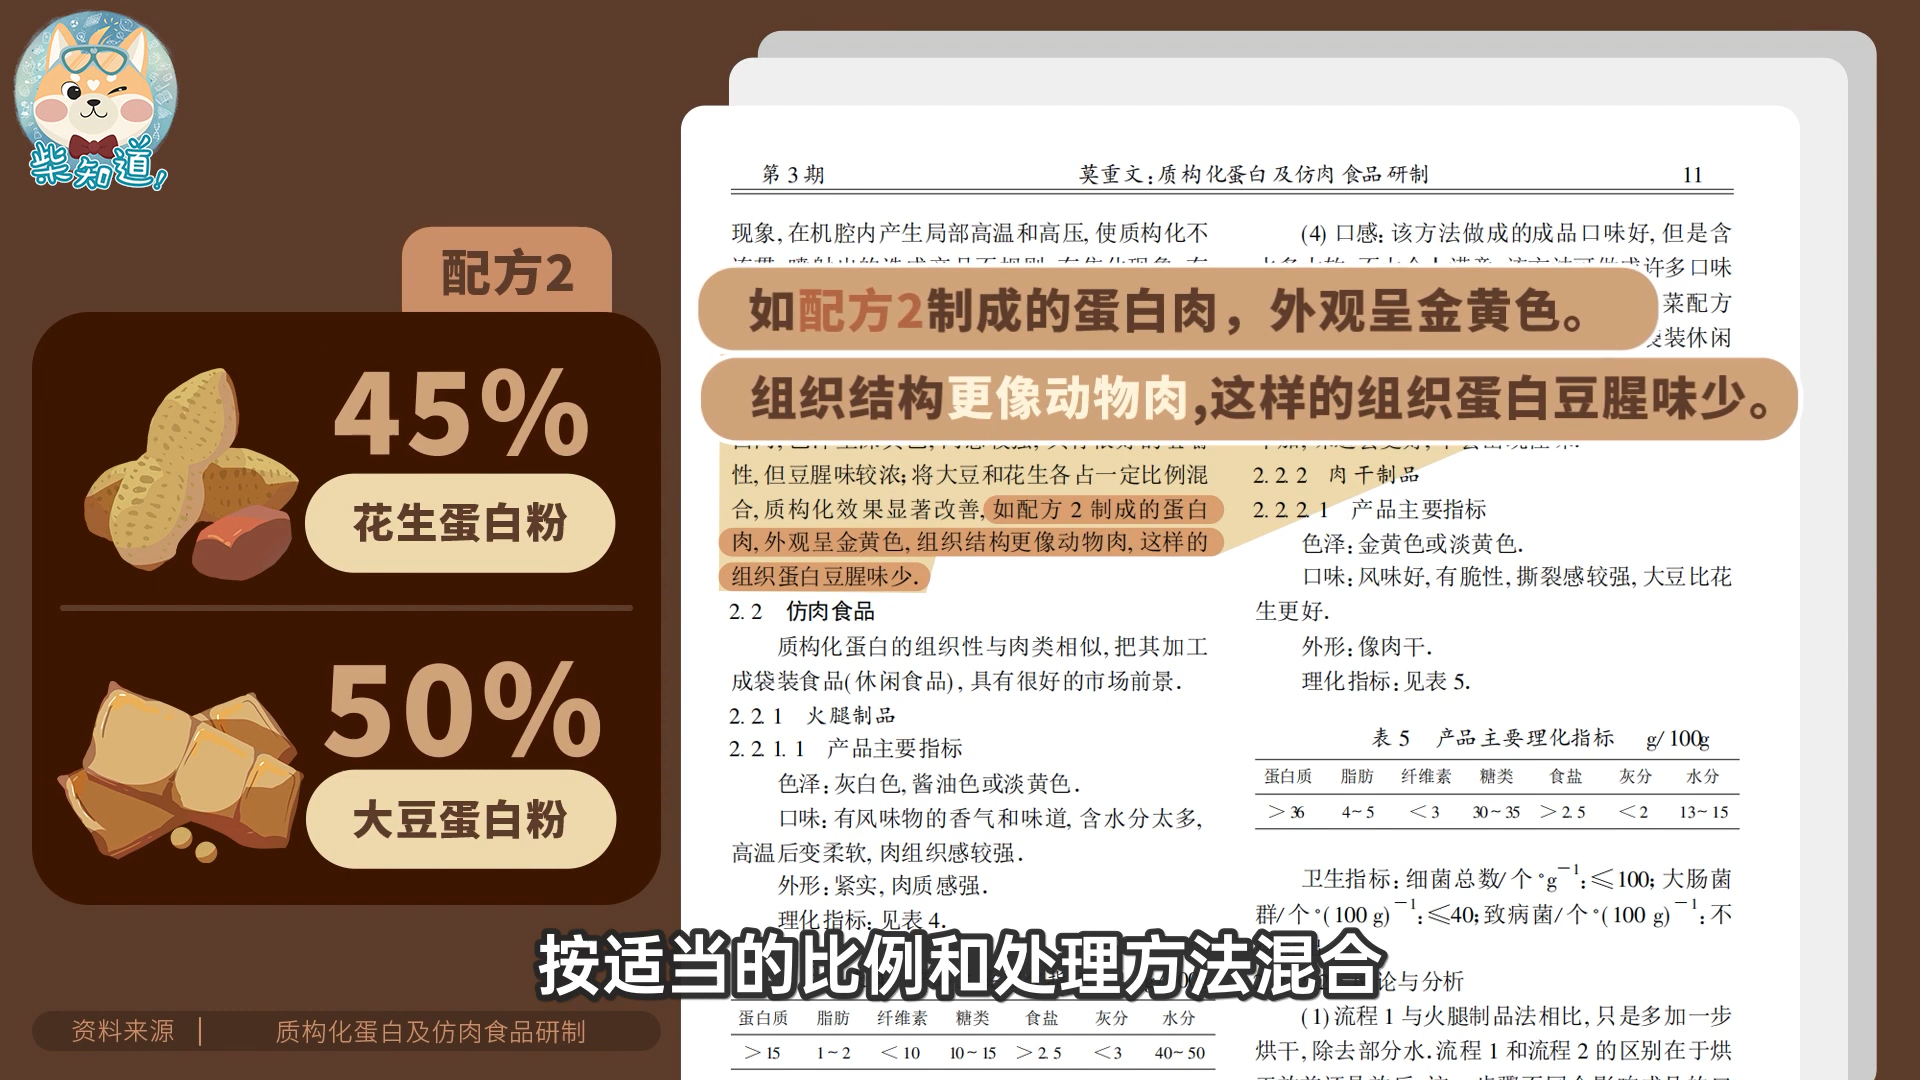 柴知道!
配方2
45%
花生蛋白粉
50%
大豆蛋白粉
资料来源 | 质构化蛋白及仿肉食品研制
第 3 期
莫重文:质构化蛋白及仿肉食品研制
11
现象,在机腔内产生局部高温和高压,使质构化不
如配方2制成的蛋白肉，外观呈金黄色。
组织结构更像动物肉,这样的组织蛋白豆腥味少。
性,但豆腥味较浓;将大豆和花生各占一定比例混
合,质构化效果显著改善,如配方 2 制成的蛋白
肉,外观呈金黄色,组织结构更像动物肉,这样的
组织蛋白豆腥味少.
2.2 仿肉食品
质构化蛋白的组织性与肉类相似,把其加工
成袋装食品(休闲食品),具有很好的市场前景.
2.2.1 火腿制品
2.2.1.1 产品主要指标
色泽:灰白色,酱油色或淡黄色.
口味:有风味物的香气和味道,含水分太多,
高温后变柔软,肉组织感较强.
外形:紧实,肉质感强.
理化指标:见表 4.
蛋白质 脂肪 纤维素 糖类 食盐 灰分 水分
>15 1~2 <10 10~15 >2.5 <3 40~50
(4) 口感:该方法做成的成品口味好,但是含
许多口味
菜配方
装休闲
2.2.2 肉干制品
2.2.2.1 产品主要指标
色泽:金黄色或淡黄色.
口味:风味好,有脆性,撕裂感较强,大豆比花
生更好.
外形:像肉干.
理化指标:见表 5.
表 5 产品主要理化指标 g/100g
蛋白质 脂肪 纤维素 糖类 食盐 灰分 水分
>36 4~5 <3 30~35 >2.5 <2 13~15
卫生指标:细菌总数/个·g⁻¹:≤100;大肠菌
群/个·(100 g)⁻¹:≤40;致病菌/个·(100 g)⁻¹:不
论与分析
(1)流程 1 与火腿制品法相比,只是多加一步
烘干,除去部分水.流程 1 和流程 2 的区别在于烘
按适当的比例和处理方法混合